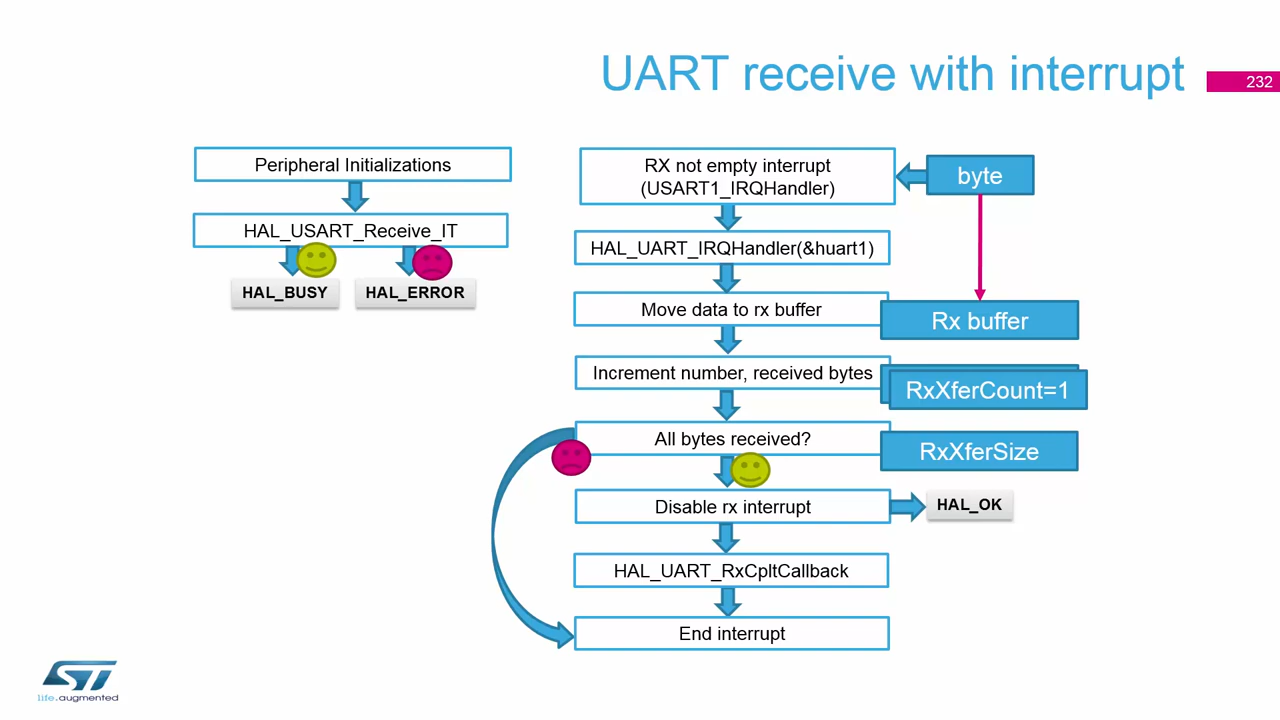 UART receive with interrupt
232
Peripheral Initializations
HAL_USART_Receive_IT
HAL_BUSY
HAL_ERROR
RX not empty interrupt
(USART1_IRQHandler)
byte
HAL_UART_IRQHandler(&huart1)
Move data to rx buffer
Rx buffer
Increment number, received bytes
RxXferCount=1
All bytes received?
RxXferSize
Disable rx interrupt
HAL_OK
HAL_UART_RxCpltCallback
End interrupt
ST
life.augmented